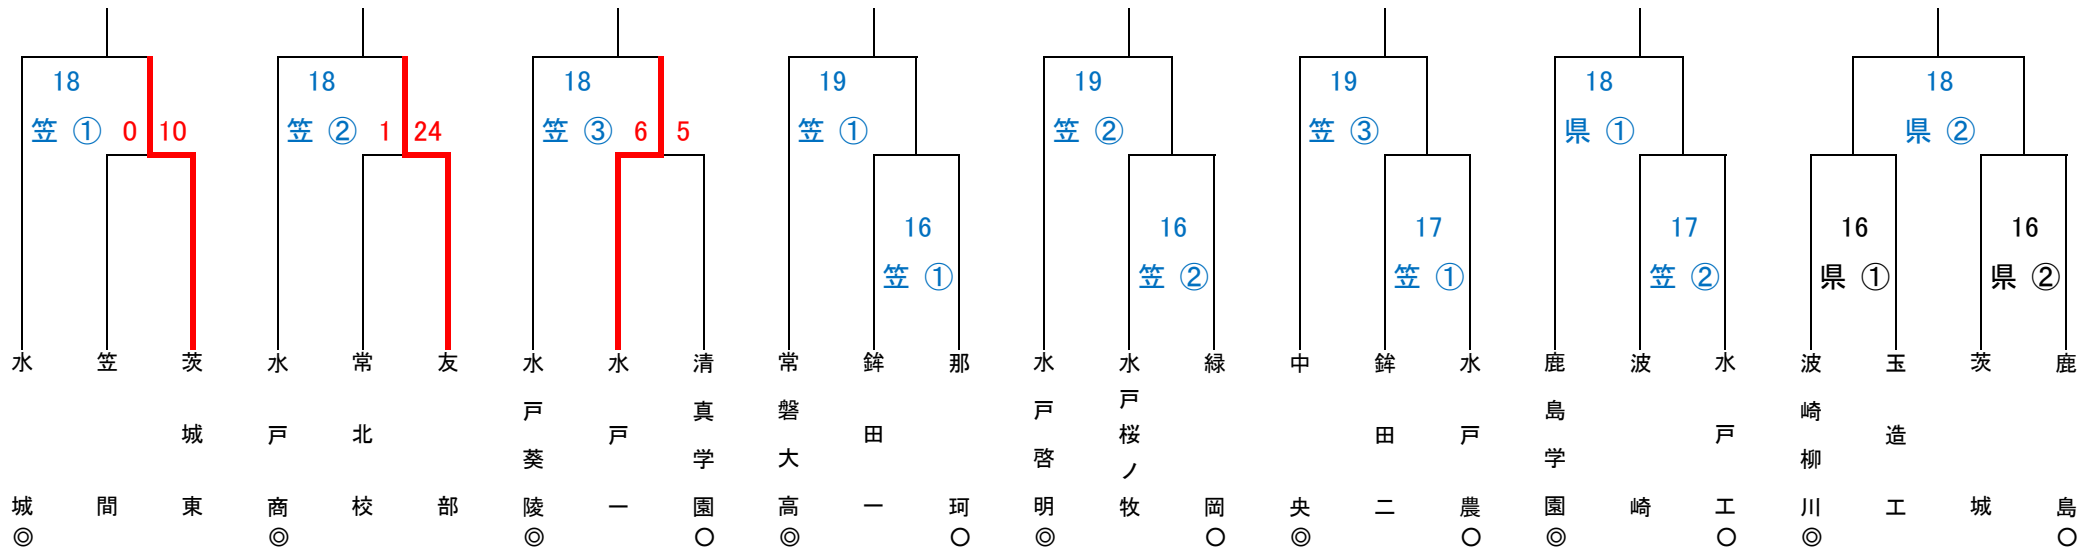 18 18 18 19 19 19 18 18
笠 ① 0 10 笠 ② 1 24 笠 ③ 6 5 笠 ① 笠 ② 笠 ③ 県 ① 県 ②
16 16 17 17 16 16
笠 ① 笠 ② 笠 ① 笠 ② 県 ① 県 ②
水城
笠間
茨城東
水戸商
常北校
友部
水戸葵陵
水戸一
清真学園
常磐大高
鉾田一
那珂
水戸啓明
水戸桜ノ牧
緑岡
中央
鉾田二
水戸農
鹿島学園
波崎
水戸工
波崎柳川
玉造工
茨城
鹿島
◎ ◎ ◎ ○ ◎ ○ ◎ ○ ◎ ○ ◎ ○ ◎ ○